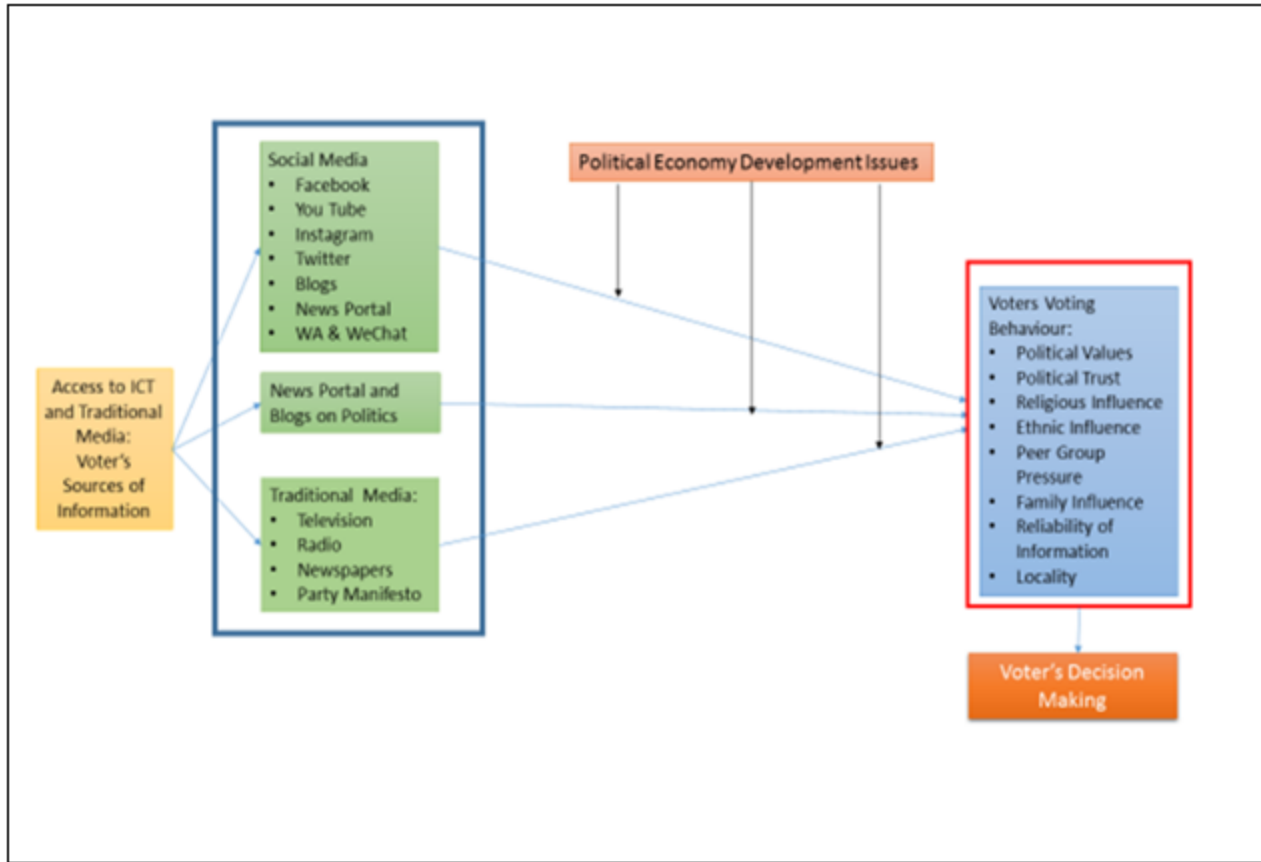 Social Media
• Facebook
• You Tube
• Instagram
• Twitter
• Blogs
• News Portal
• WA & WeChat
Political Economy Development Issues
Access to ICT
and Traditional
Media:
Voter's
Sources of
Information
News Portal and
Blogs on Politics
Traditional Media:
• Television
• Radio
• Newspapers
• Party Manifesto
Voters Voting
Behaviour:
• Political Values
• Political Trust
• Religious Influence
• Ethnic Influence
• Peer Group
Pressure
• Family Influence
• Reliability of
Information
• Locality
Voter's Decision
Making